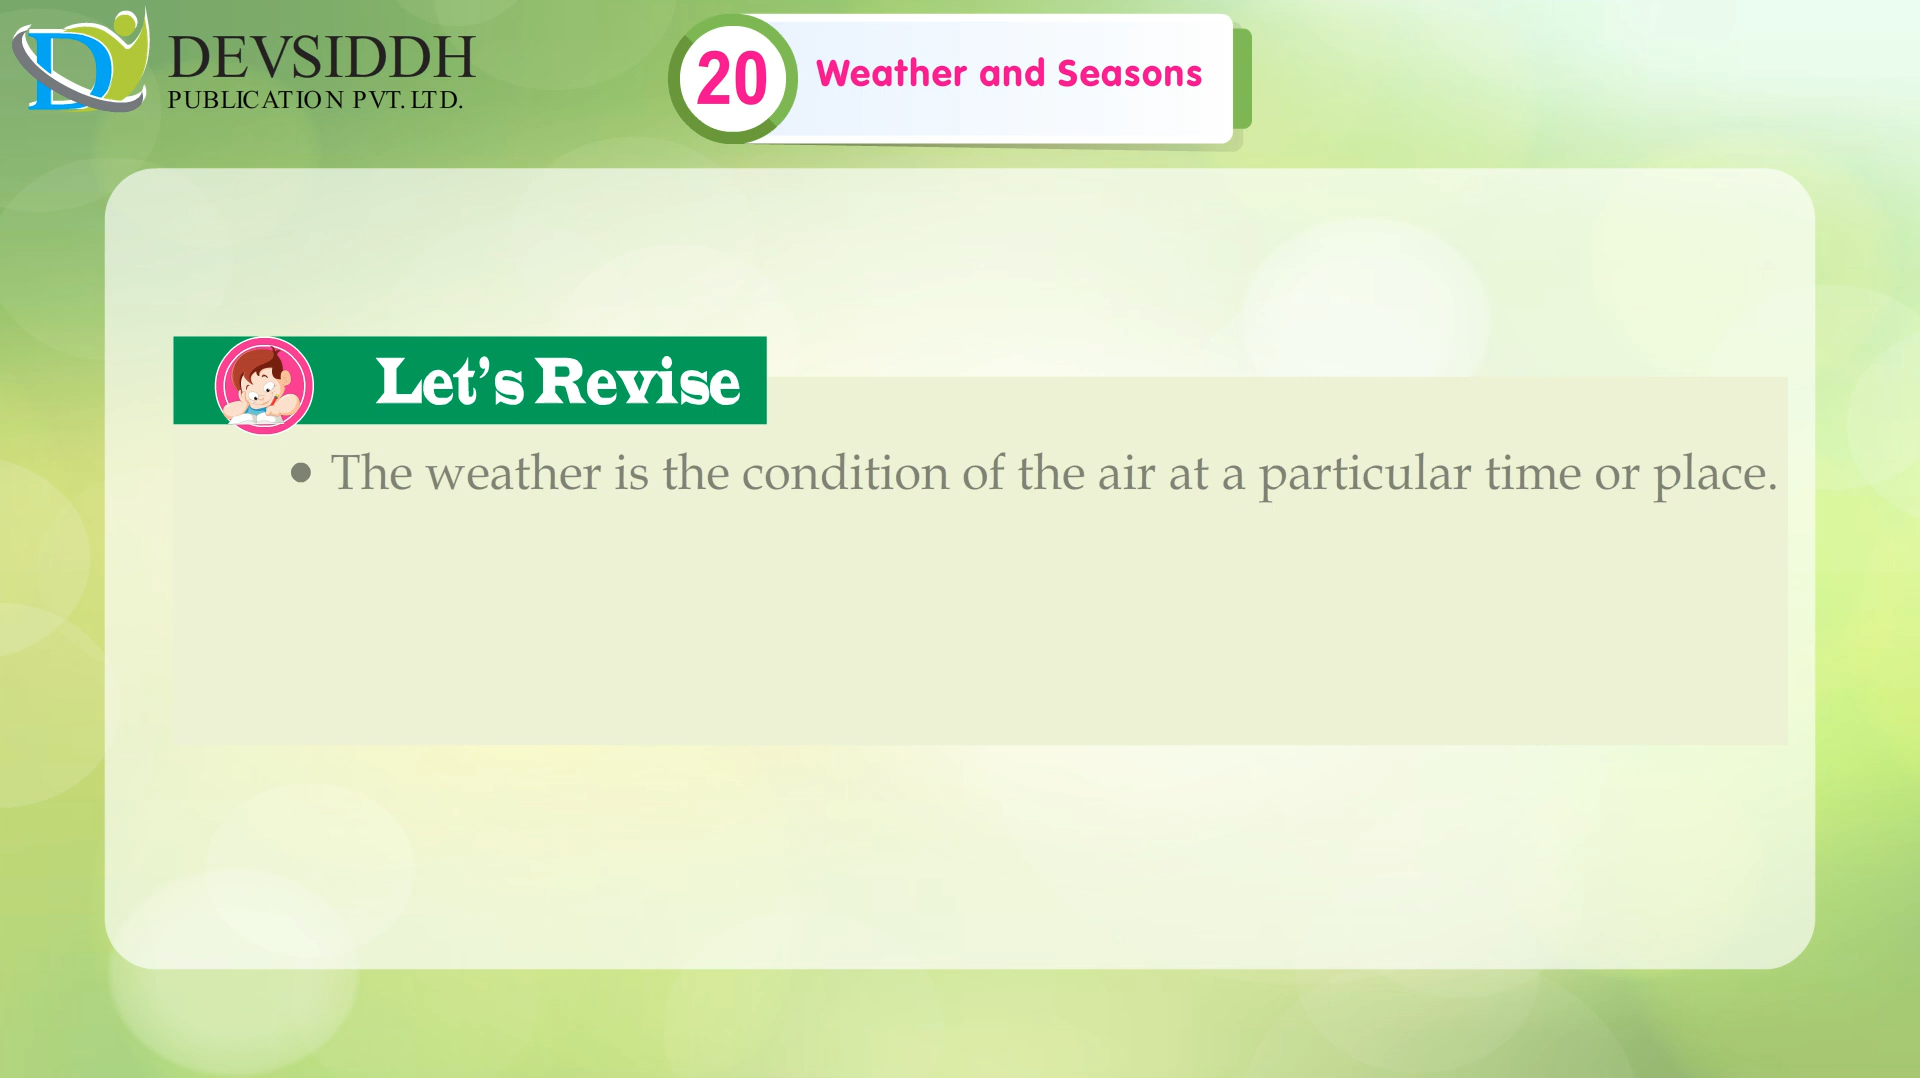 DEVSIDDH
PUBLICATION PVT. LTD.
20 Weather and Seasons
Let's Revise
• The weather is the condition of the air at a particular time or place.